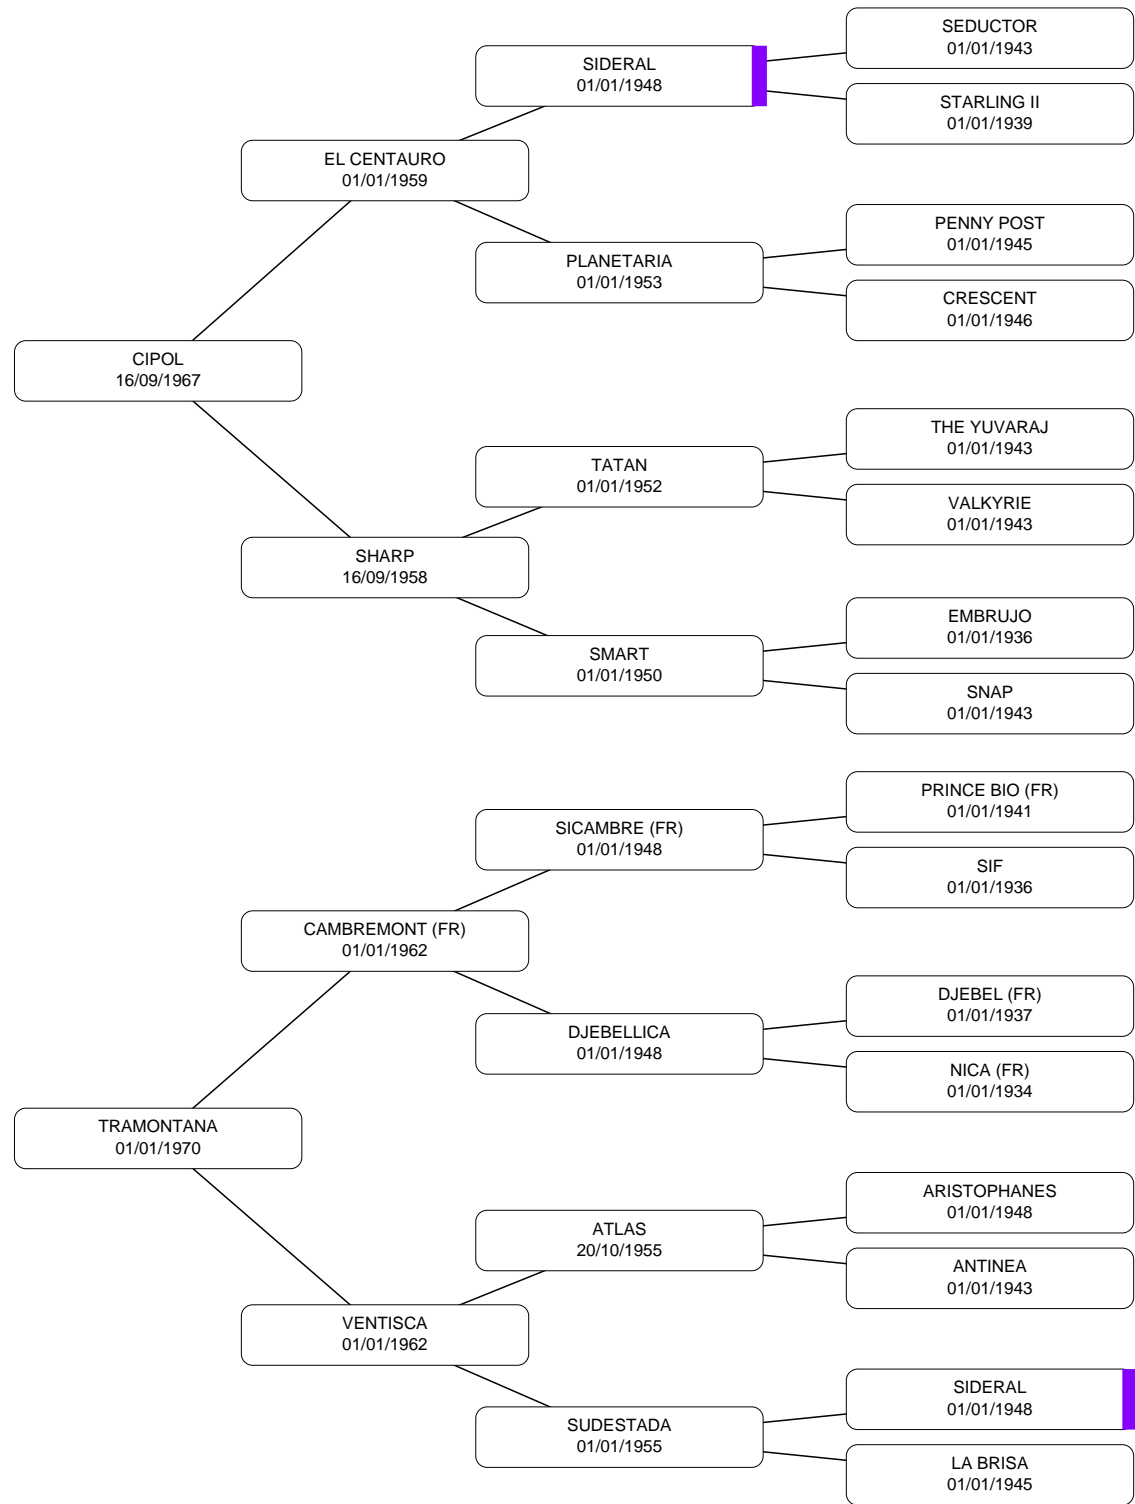 SEDUCTOR
01/01/1943
SIDERAL
01/01/1948
STARLING II
01/01/1939
EL CENTAURO
01/01/1959
PENNY POST
01/01/1945
PLANETARIA
01/01/1953
CRESCENT
01/01/1946
CIPOL
16/09/1967
THE YUVARAJ
01/01/1943
TATAN
01/01/1952
VALKYRIE
01/01/1943
SHARP
16/09/1958
EMBRUJO
01/01/1936
SMART
01/01/1950
SNAP
01/01/1943
PRINCE BIO (FR)
01/01/1941
SICAMBRE (FR)
01/01/1948
SIF
01/01/1936
CAMBREMONT (FR)
01/01/1962
DJEBEL (FR)
01/01/1937
DJEBELLICA
01/01/1948
NICA (FR)
01/01/1934
TRAMONTANA
01/01/1970
ARISTOPHANES
01/01/1948
ATLAS
20/10/1955
ANTINEA
01/01/1943
VENTISCA
01/01/1962
SIDERAL
01/01/1948
SUDESTADA
01/01/1955
LA BRISA
01/01/1945